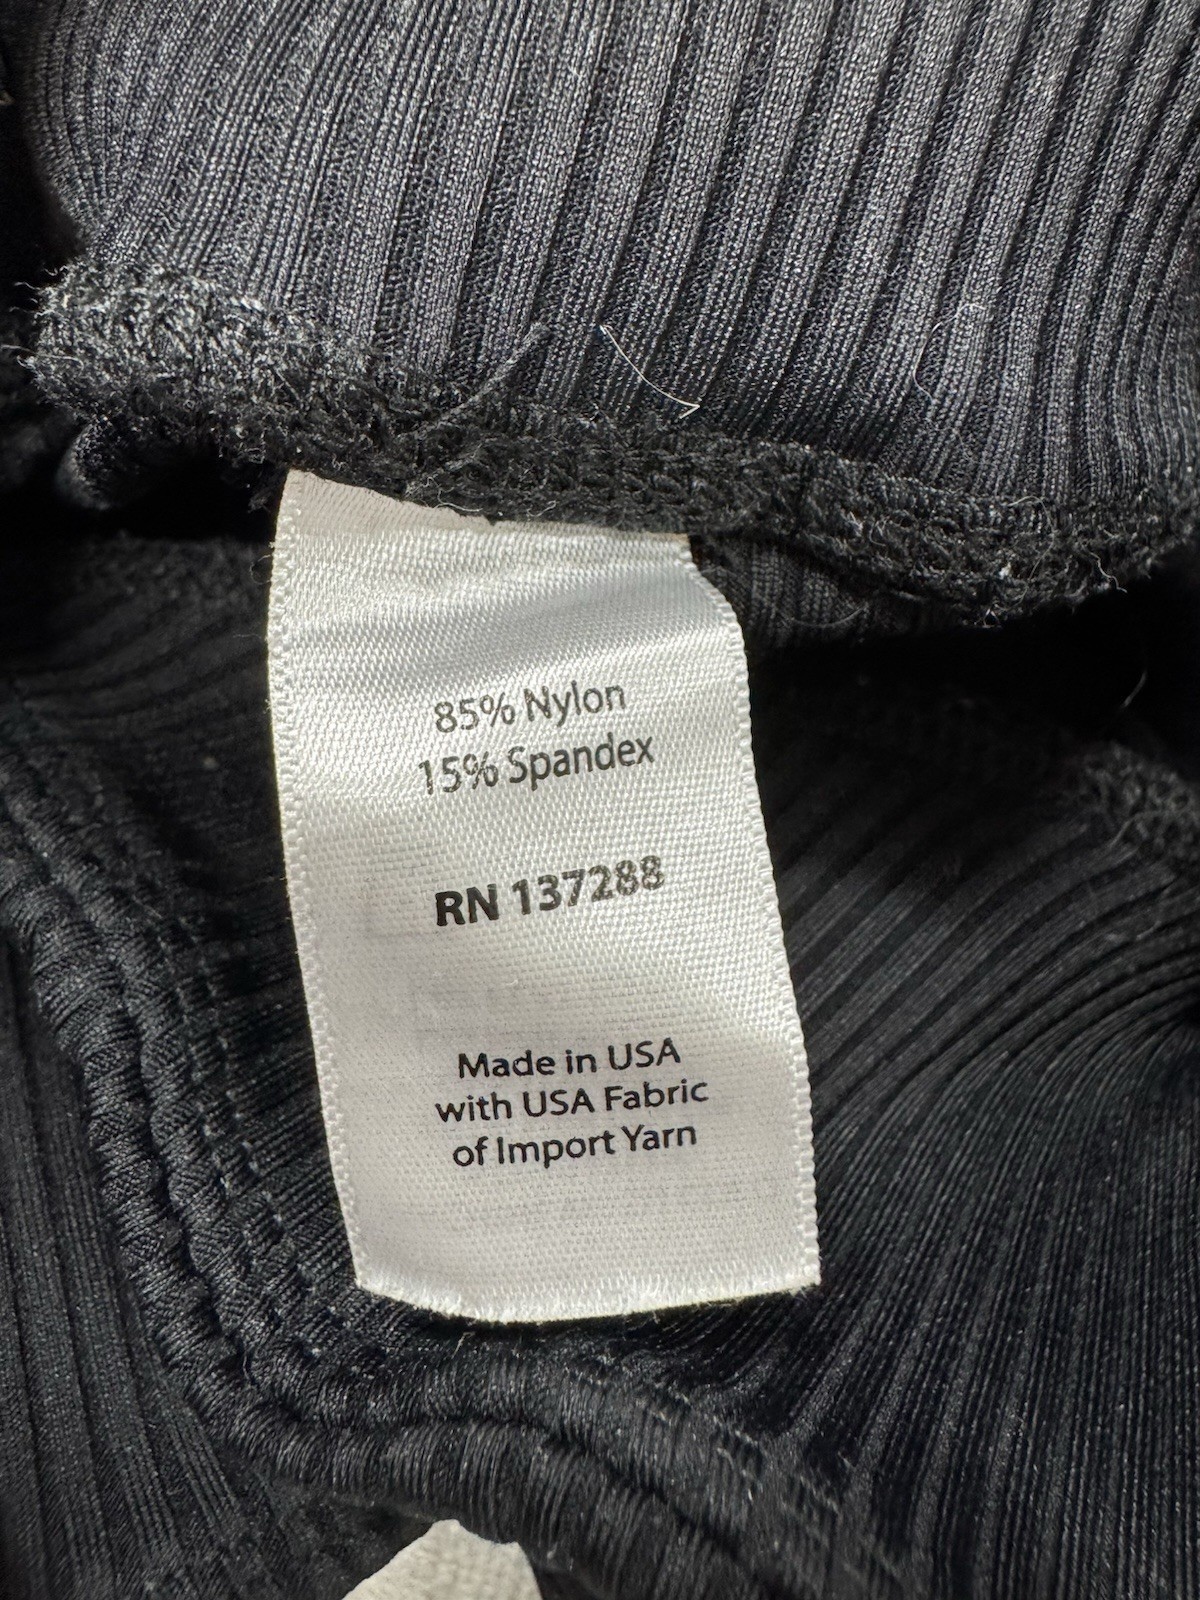 85% Nylon
15% Spandex
RN 137288
Made in USA
with USA Fabric
of Import Yarn